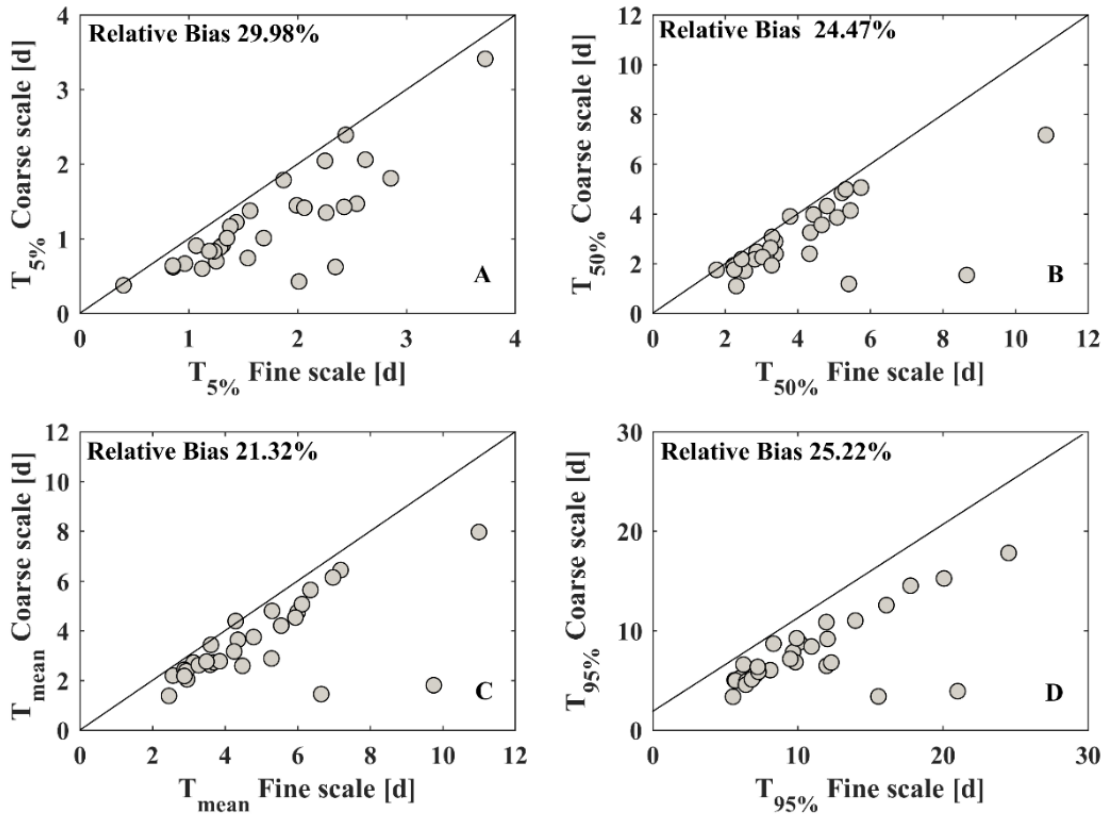 Relative Bias 29.98%
4
3
2
1
0
T5% Coarse scale [d]
A
0 1 2 3 4
T5% Fine scale [d]
Relative Bias 24.47%
12
10
8
6
4
2
0
T50% Coarse scale [d]
B
0 2 4 6 8 10 12
T50% Fine scale [d]
Relative Bias 21.32%
12
10
8
6
4
2
0
Tmean Coarse scale [d]
C
0 2 4 6 8 10 12
Tmean Fine scale [d]
Relative Bias 25.22%
30
20
10
0
T95% Coarse scale [d]
D
0 10 20 30
T95% Fine scale [d]